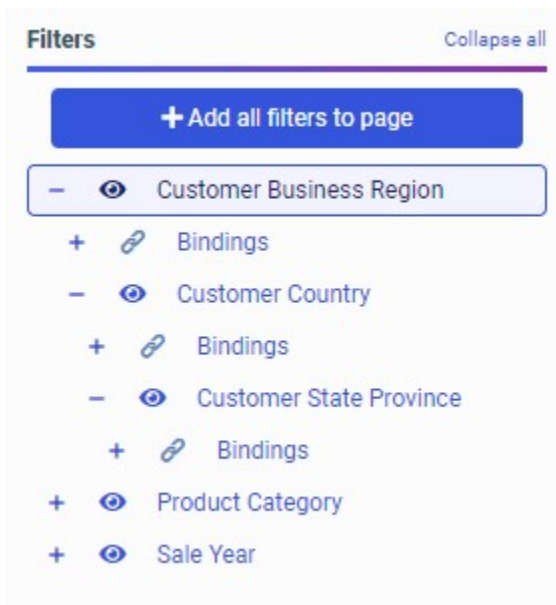 Filters Collapse all
+ Add all filters to page
− Customer Business Region
+ Bindings
− Customer Country
+ Bindings
− Customer State Province
+ Bindings
+ Product Category
+ Sale Year